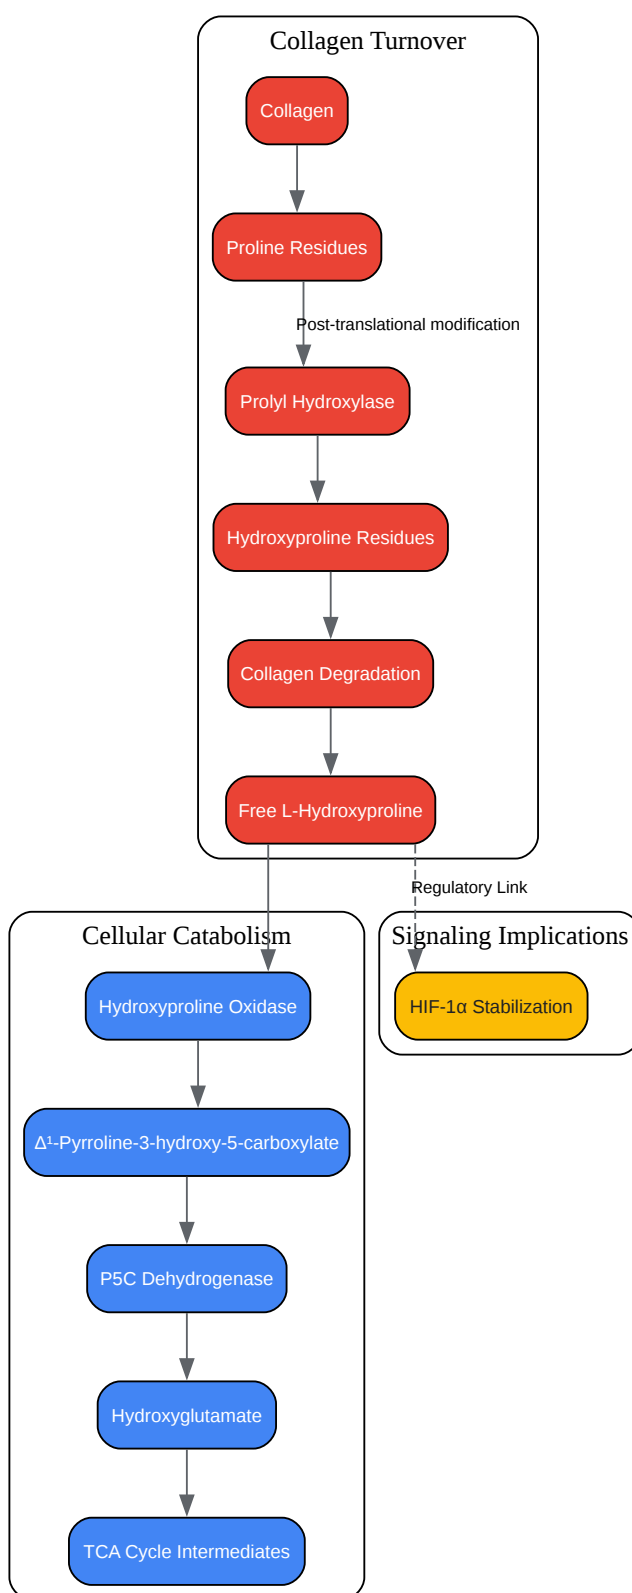 Collagen Turnover
Collagen
Proline Residues
Post-translational modification
Prolyl Hydroxylase
Hydroxyproline Residues
Collagen Degradation
Free L-Hydroxyproline
Regulatory Link
Cellular Catabolism
Signaling Implications
Hydroxyproline Oxidase
HIF-1α Stabilization
Δ¹-Pyrroline-3-hydroxy-5-carboxylate
P5C Dehydrogenase
Hydroxyglutamate
TCA Cycle Intermediates